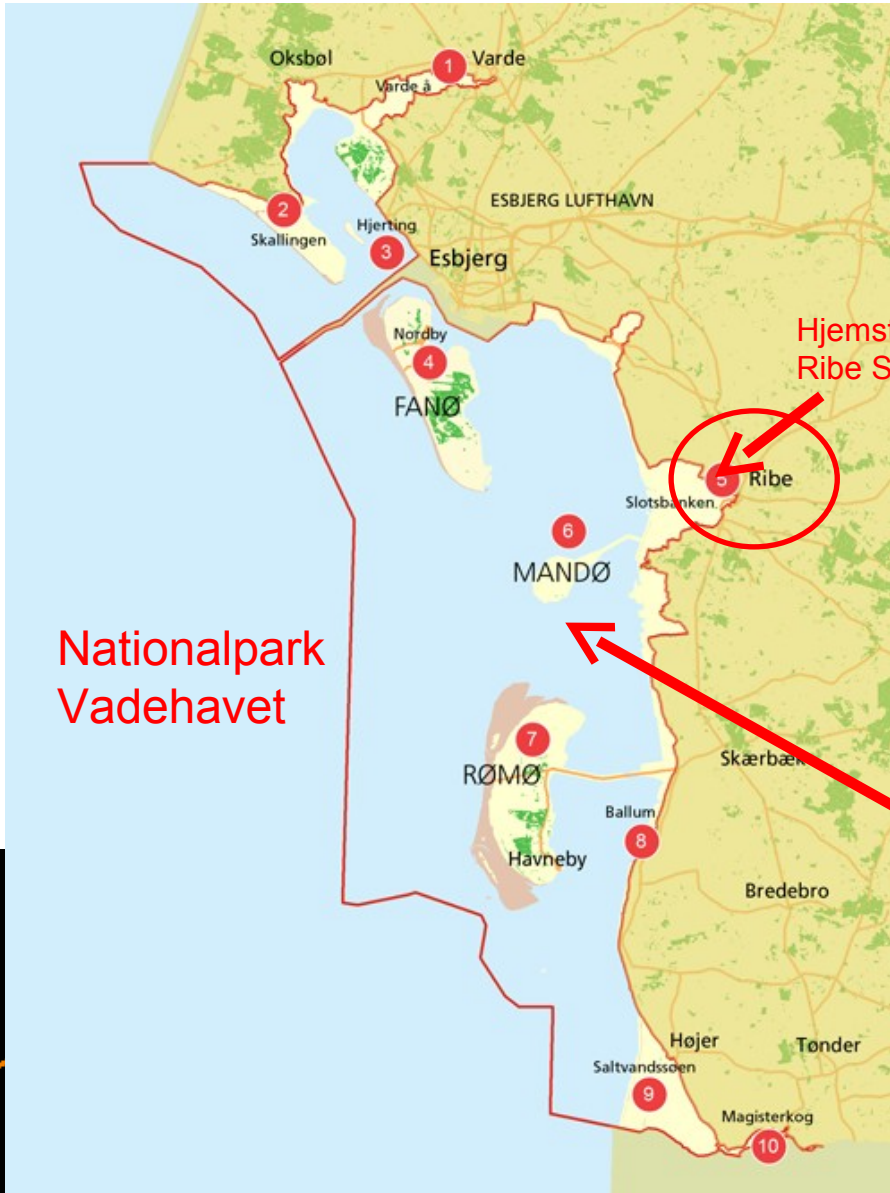 Oksbøl
1
Varde
Varde å
2
Skallingen
ESBJERG LUFTHAVN
Hjerting
3
Esbjerg
Nordby
4
FANØ
Ribe
5
Ribe
Slotsbanken.
6
MANDØ
Nationalpark
Vadehavet
7
RØMØ
Skærbæk
Ballum
8
Havneby
Bredebro
Højer
Tønder
Saltvandssøen
9
Magisterkog
10